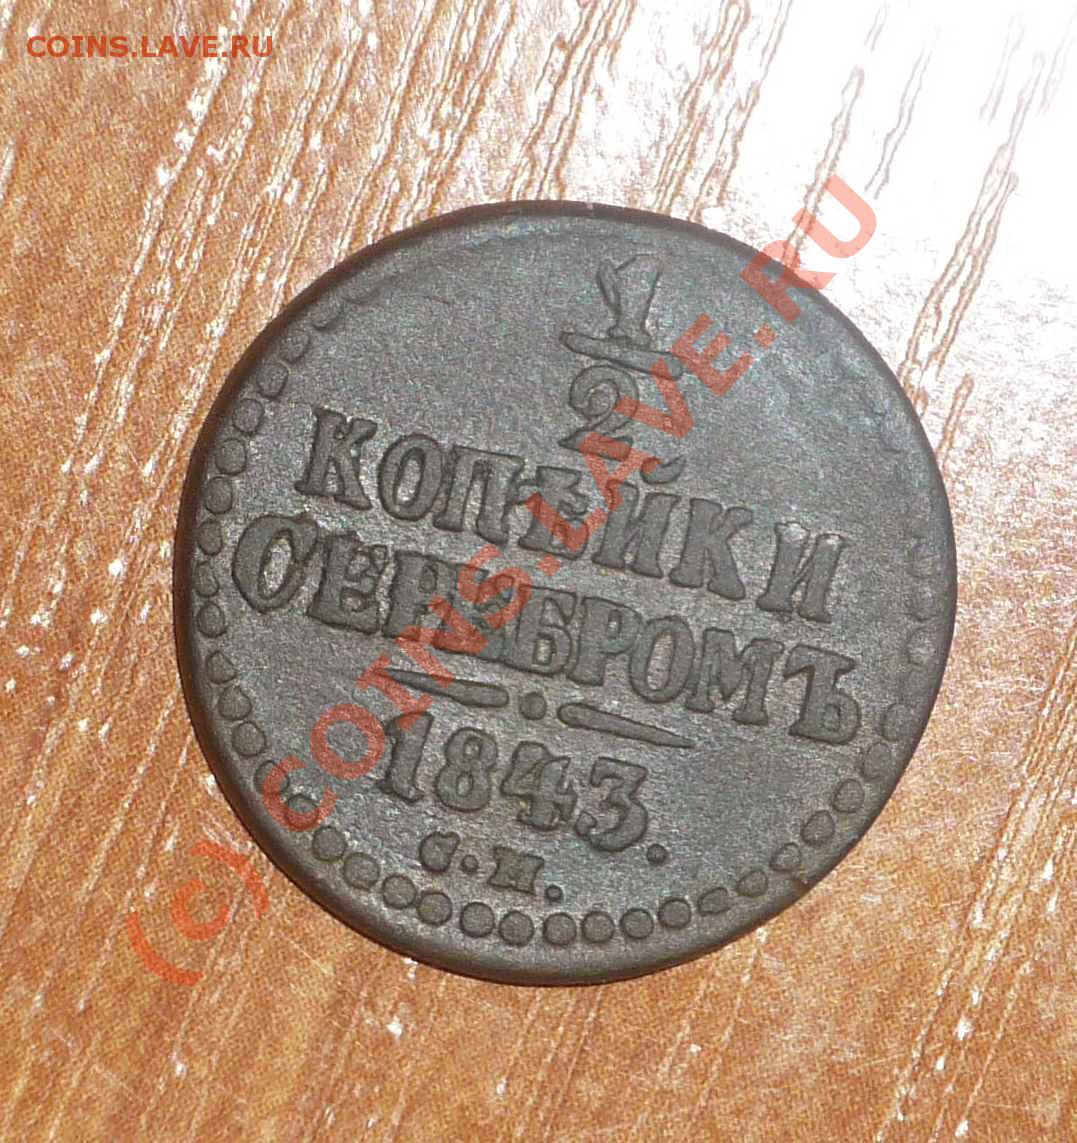 COINS.LAVE.RU
1
2
КОПѢЙКИ
СЕРЕБРОМЪ
1843.
С.М.
(c) COINS.LAVE.RU